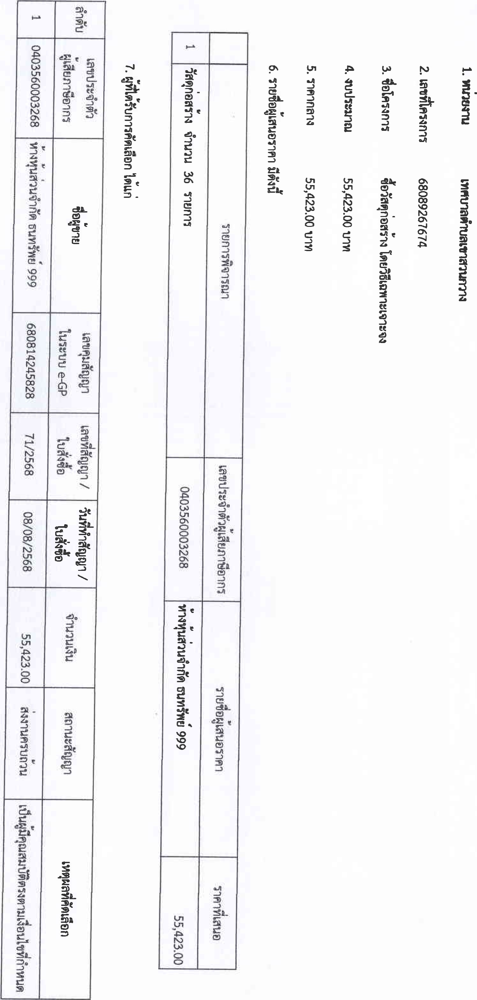 1. หน่วยงาน เทศบาลตำบลเขาสวนกวาง
2. เลขที่โครงการ 68089267674
3. ชื่อโครงการ ซื้อวัสดุก่อสร้าง โดยวิธีเฉพาะเจาะจง
4. งบประมาณ 55,423.00 บาท
5. ราคากลาง 55,423.00 บาท
6. รายชื่อผู้เสนอราคา มีดังนี้
รายการพิจารณา เลขประจำตัวผู้เสียภาษีอากร รายชื่อผู้เสนอราคา ราคาที่เสนอ
1 วัสดุก่อสร้าง จำนวน 36 รายการ 0403560003268 ห้างหุ้นส่วนจำกัด ธนทรัพย์ 999 55,423.00
7. ผู้ที่ได้รับการคัดเลือก ได้แก่
ลำดับ เลขประจำตัว ชื่อผู้ขาย เลขคุมสัญญา เลขที่สัญญา / วันที่ทำสัญญา / จำนวนเงิน สถานะสัญญา เหตุผลที่คัดเลือก
ผู้เสียภาษีอากร ในระบบ e-GP ใบสั่งซื้อ ใบสั่งซื้อ
1 0403560003268 ห้างหุ้นส่วนจำกัด ธนทรัพย์ 999 680814245828 71/2568 08/08/2568 55,423.00 ส่งงานครบถ้วน เป็นผู้มีคุณสมบัติตรงตามเงื่อนไขที่กำหนด